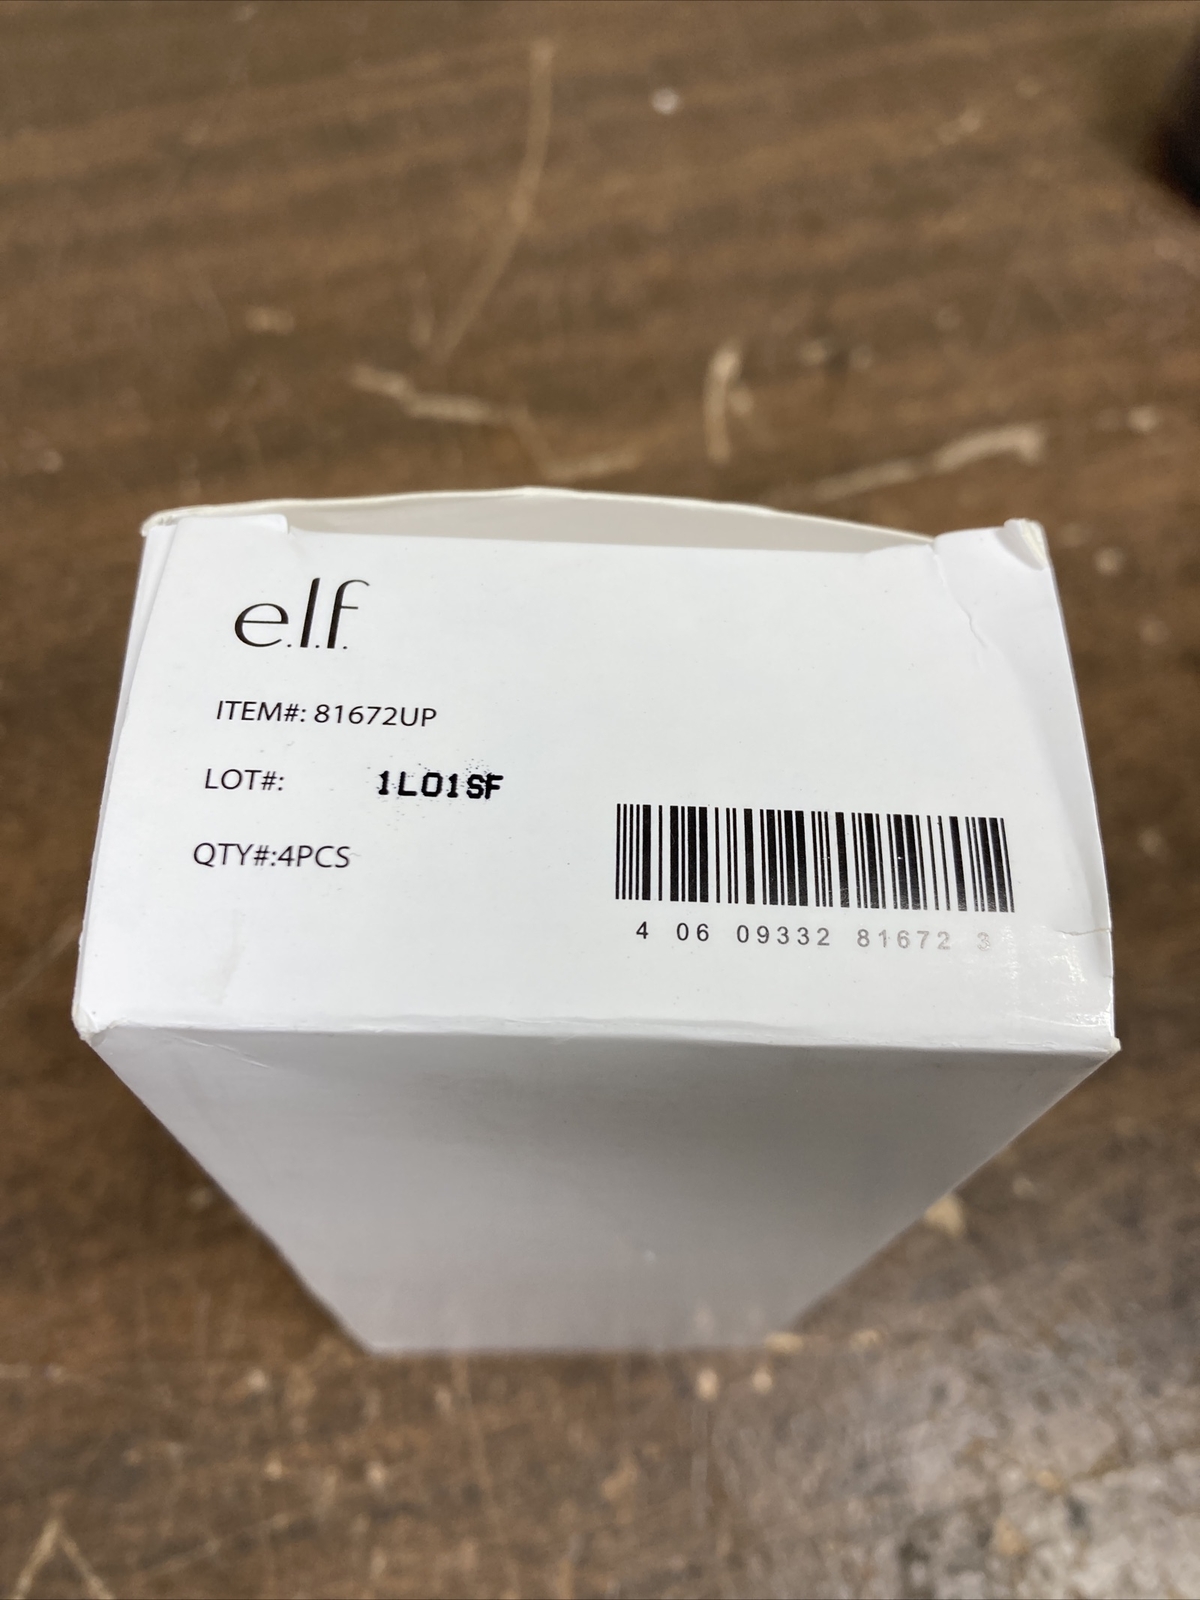 e.l.f.
ITEM#: 81672UP
LOT#: 1L01SF
QTY#:4PCS
4 06 09332 81672 3